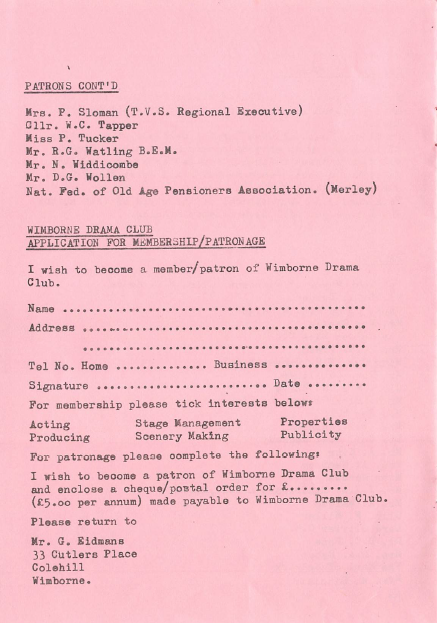 PATRONS CONT'D
Mrs. P. Sloman (T.V.S. Regional Executive)
Cllr. W.C. Tapper
Miss P. Tucker
Mr. R.G. Watling B.E.M.
Mr. N. Widdicombe
Mr. D.G. Wollen
Nat. Fed. of Old Age Pensioners Association. (Merley)
WIMBORNE DRAMA CLUB
APPLICATION FOR MEMBERSHIP/PATRONAGE
I wish to become a member/patron of Wimborne Drama
Club.
Name ..............................................
Address ...........................................
...........................................
Tel No. Home .............. Business ..............
Signature .......................... Date .........
For membership please tick interests below:
Acting Stage Management Properties
Producing Scenery Making Publicity
For patronage please complete the following:
I wish to become a patron of Wimborne Drama Club
and enclose a cheque/postal order for £.........
(£5.00 per annum) made payable to Wimborne Drama Club.
Please return to
Mr. G. Eidmans
33 Cutlers Place
Colehill
Wimborne.